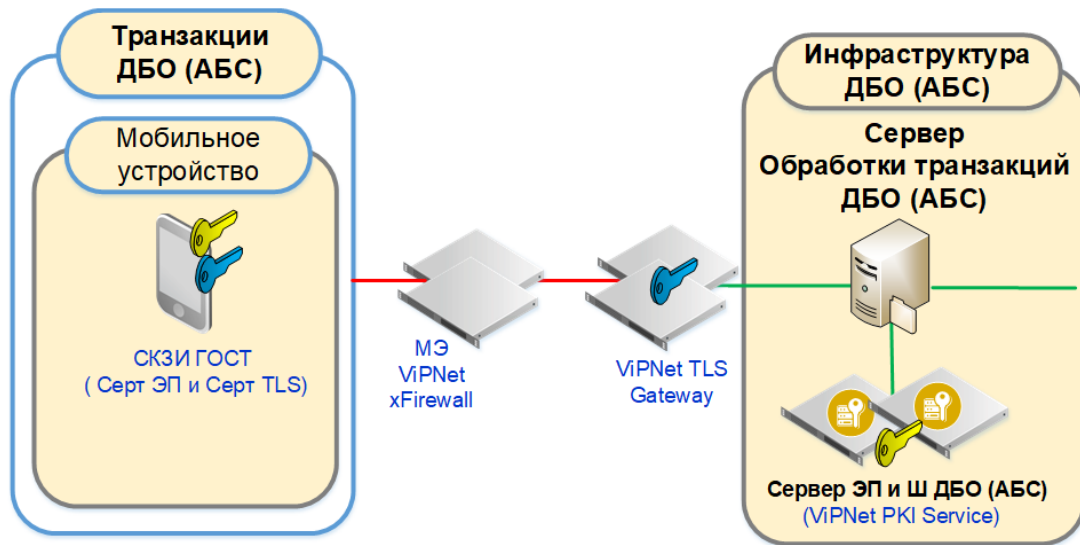 Транзакции
ДБО (АБС)
Мобильное
устройство
СКЗИ ГОСТ
( Серт ЭП и Серт TLS)
МЭ
ViPNet
xFirewall
ViPNet TLS
Gateway
Инфраструктура
ДБО (АБС)
Сервер
Обработки транзакций
ДБО (АБС)
Сервер ЭП и Ш ДБО (АБС)
(ViPNet PKI Service)